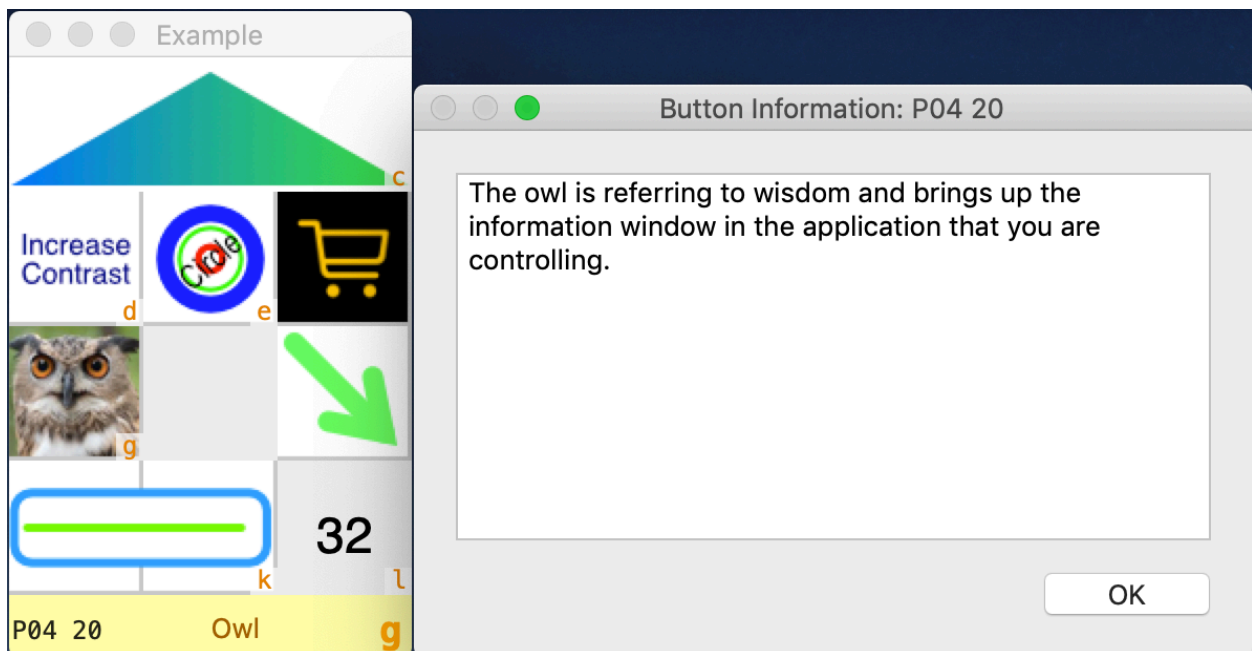 Example
c
Increase
Contrast
d
Circle
e
g
k
32
l
P04 20 Owl g
Button Information: P04 20
The owl is referring to wisdom and brings up the
information window in the application that you are
controlling.
OK